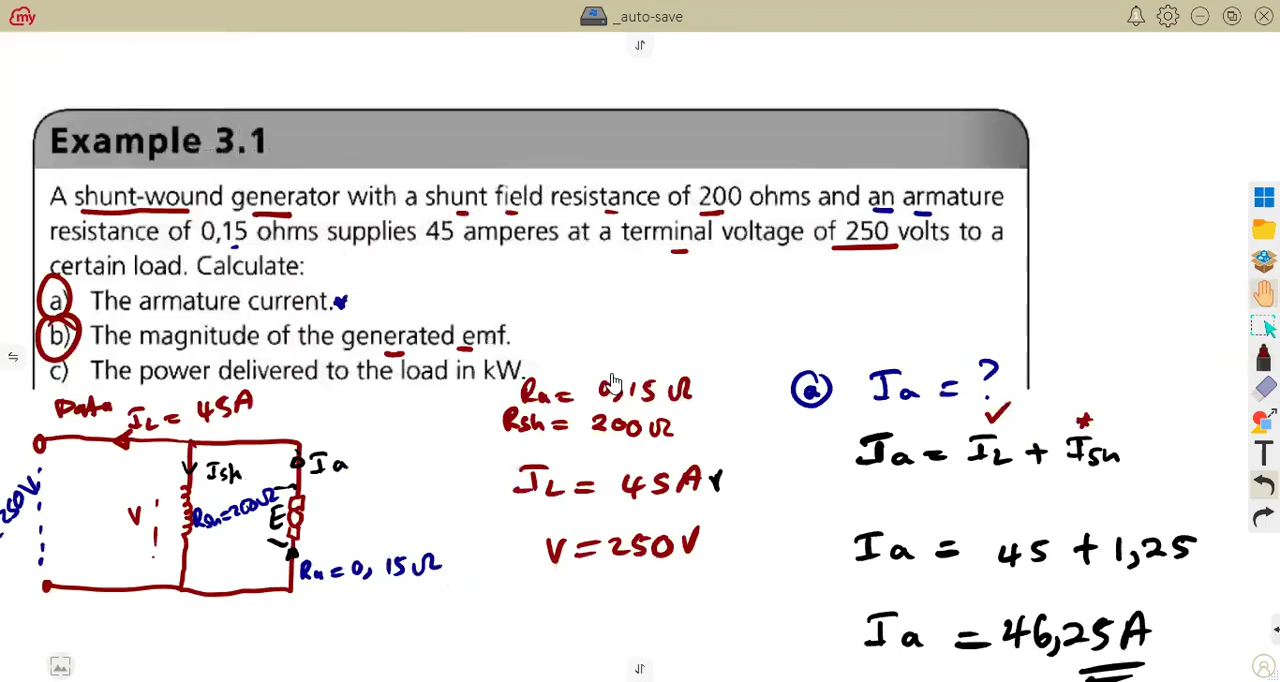 my
_auto-save
Example 3.1
A shunt-wound generator with a shunt field resistance of 200 ohms and an armature
resistance of 0,15 ohms supplies 45 amperes at a terminal voltage of 250 volts to a
certain load. Calculate:
a) The armature current.
b) The magnitude of the generated emf.
c) The power delivered to the load in kW.
Data
IL = 45A
Ish
Ia
250V
V
Rsh=200Ω
E
Ra=0,15Ω
Ra= 0,15Ω
Rsh= 200Ω
IL = 45A
V=250V
a Ia = ?
Ia = IL + Ish
Ia = 45 + 1,25
Ia = 46,25A
T